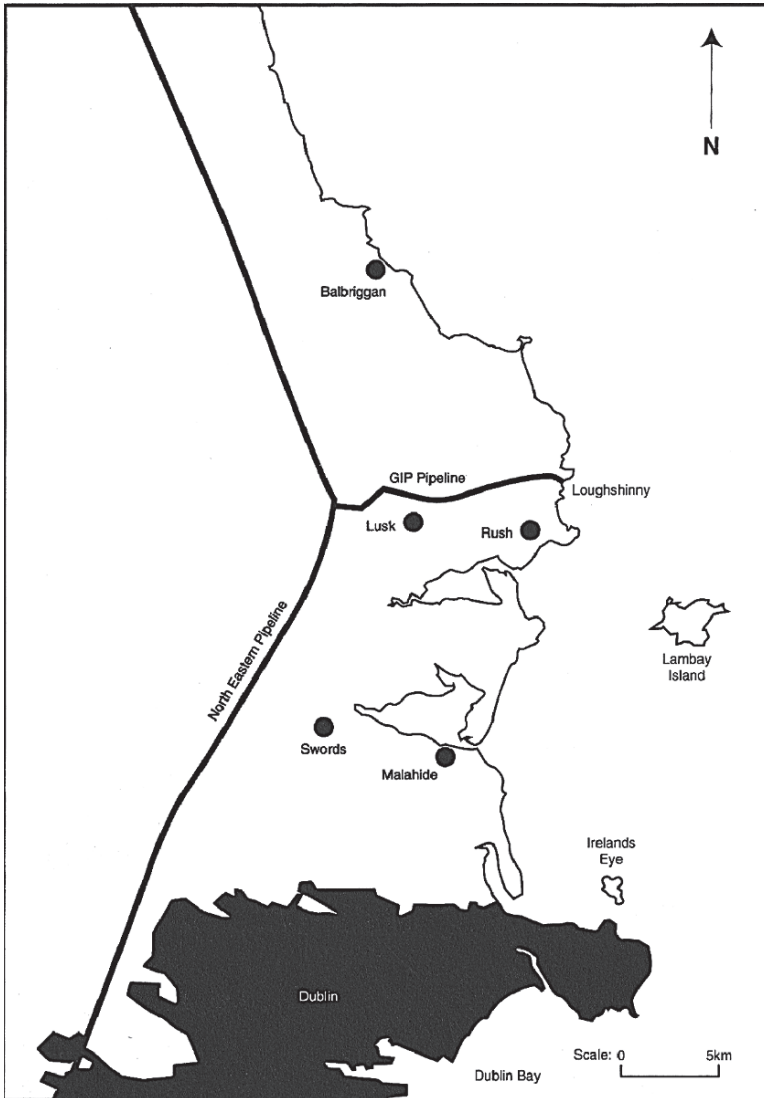 N
Balbriggan
GIP Pipeline
Loughshinny
Lusk
Rush
North Eastern Pipeline
Lambay
Island
Swords
Malahide
Irelands
Eye
Dublin
Scale: 0 5km
Dublin Bay